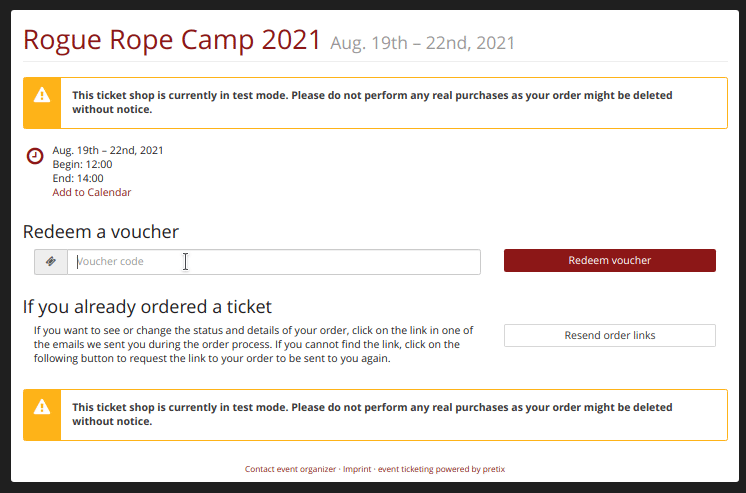 Rogue Rope Camp 2021 Aug. 19th – 22nd, 2021
This ticket shop is currently in test mode. Please do not perform any real purchases as your order might be deleted
without notice.
Aug. 19th – 22nd, 2021
Begin: 12:00
End: 14:00
Add to Calendar
Redeem a voucher
Voucher code
Redeem voucher
If you already ordered a ticket
If you want to see or change the status and details of your order, click on the link in one of
the emails we sent you during the order process. If you cannot find the link, click on the
following button to request the link to your order to be sent to you again.
Resend order links
This ticket shop is currently in test mode. Please do not perform any real purchases as your order might be deleted
without notice.
Contact event organizer · Imprint · event ticketing powered by pretix